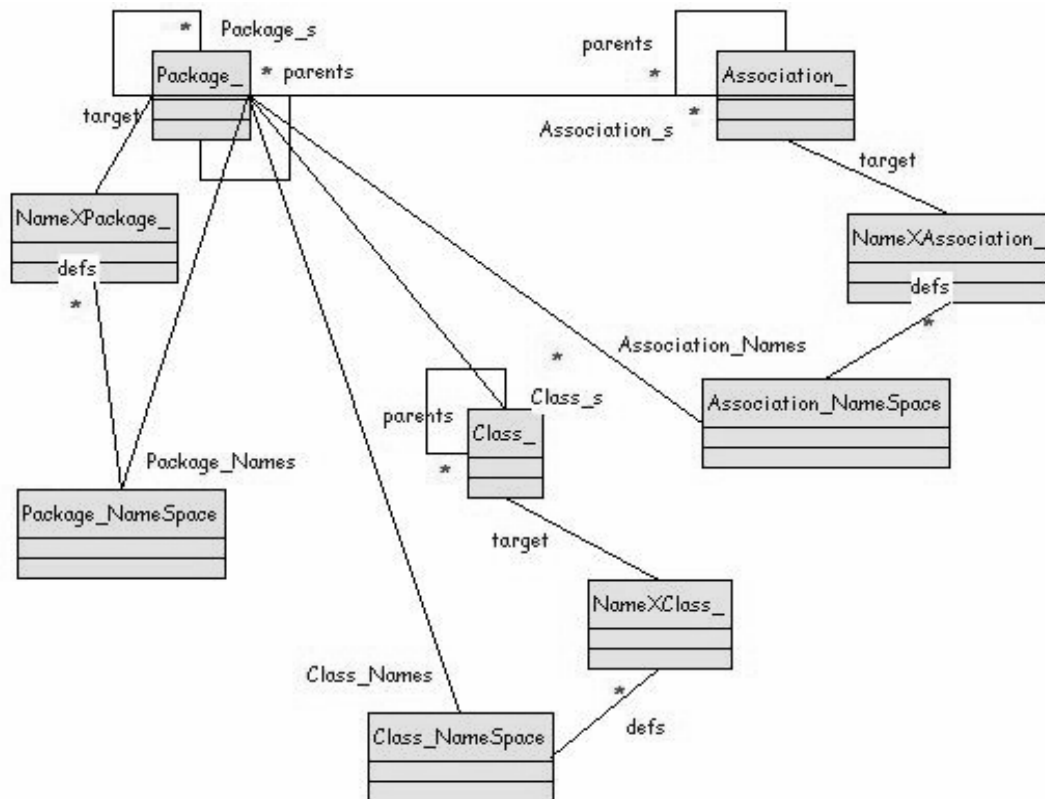 * Package_s
parents
Package_
* parents
*
Association_
target
Association_s
*
target
NameXPackage_
NameXAssociation_
defs
*
defs
*
Association_Names
*
Class_s
parents
Association_NameSpace
Class_
*
Package_Names
Package_NameSpace
target
NameXClass_
Class_Names
*
defs
Class_NameSpace